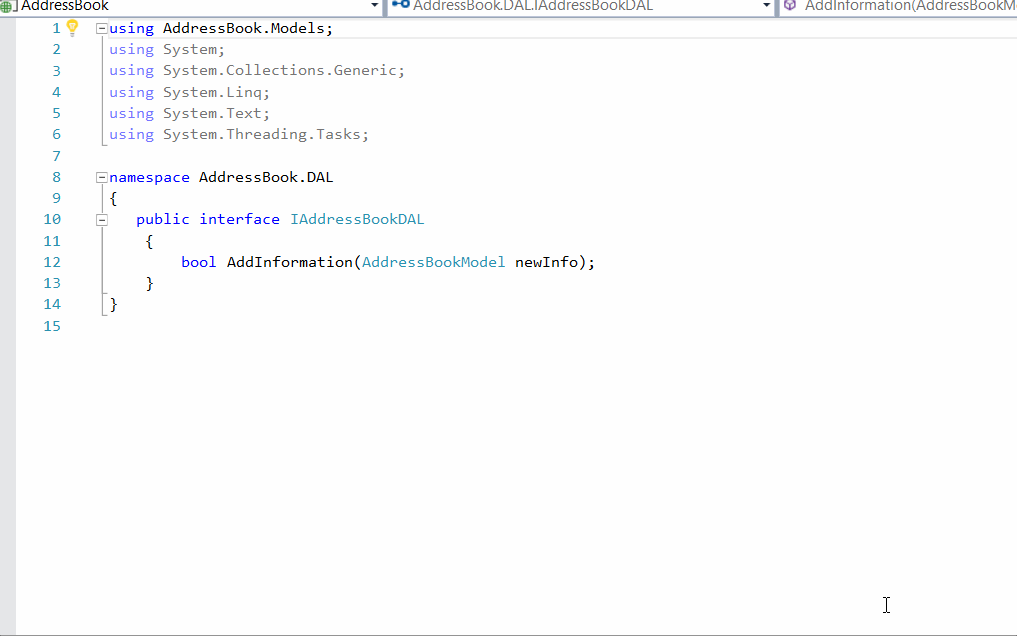 AddressBook AddressBook.DAL.IAddressBookDAL AddInformation(AddressBookM
1 using AddressBook.Models;
2 using System;
3 using System.Collections.Generic;
4 using System.Linq;
5 using System.Text;
6 using System.Threading.Tasks;
7
8 namespace AddressBook.DAL
9 {
10 public interface IAddressBookDAL
11 {
12 bool AddInformation(AddressBookModel newInfo);
13 }
14 }
15